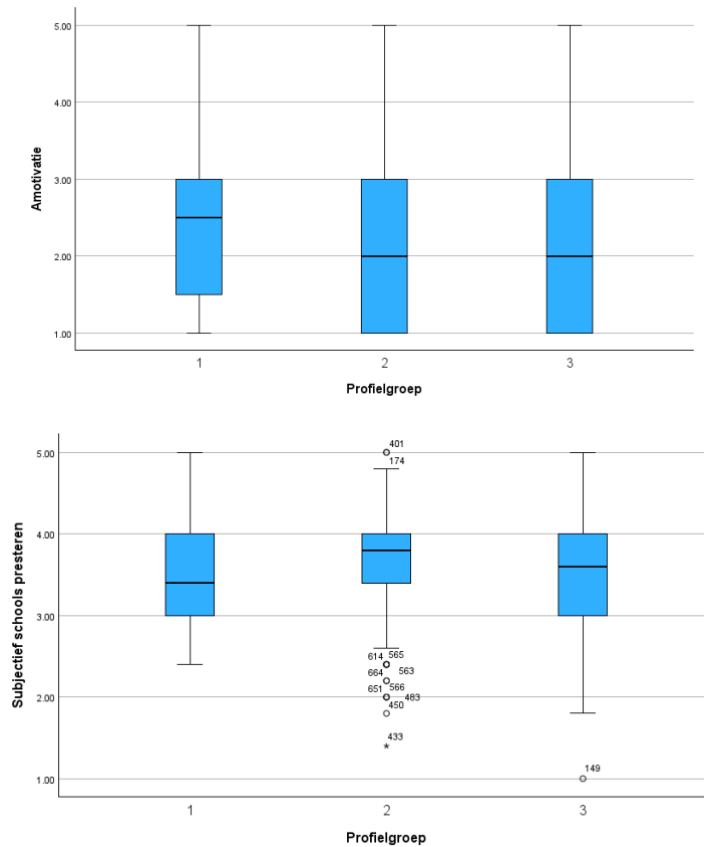 5.00
4.00
Amotivatie
3.00
2.00
1.00
1 2 3
Profielgroep
5.00
401
174
4.00
Subjectief schools presteren
3.00
614 565
664 563
2.00
651 566 483
450
433
1.00
149
1 2 3
Profielgroep